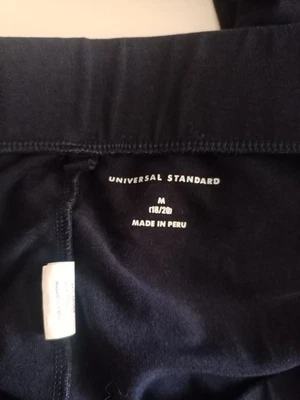 UNIVERSAL STANDARD
M
(18/20)
MADE IN PERU